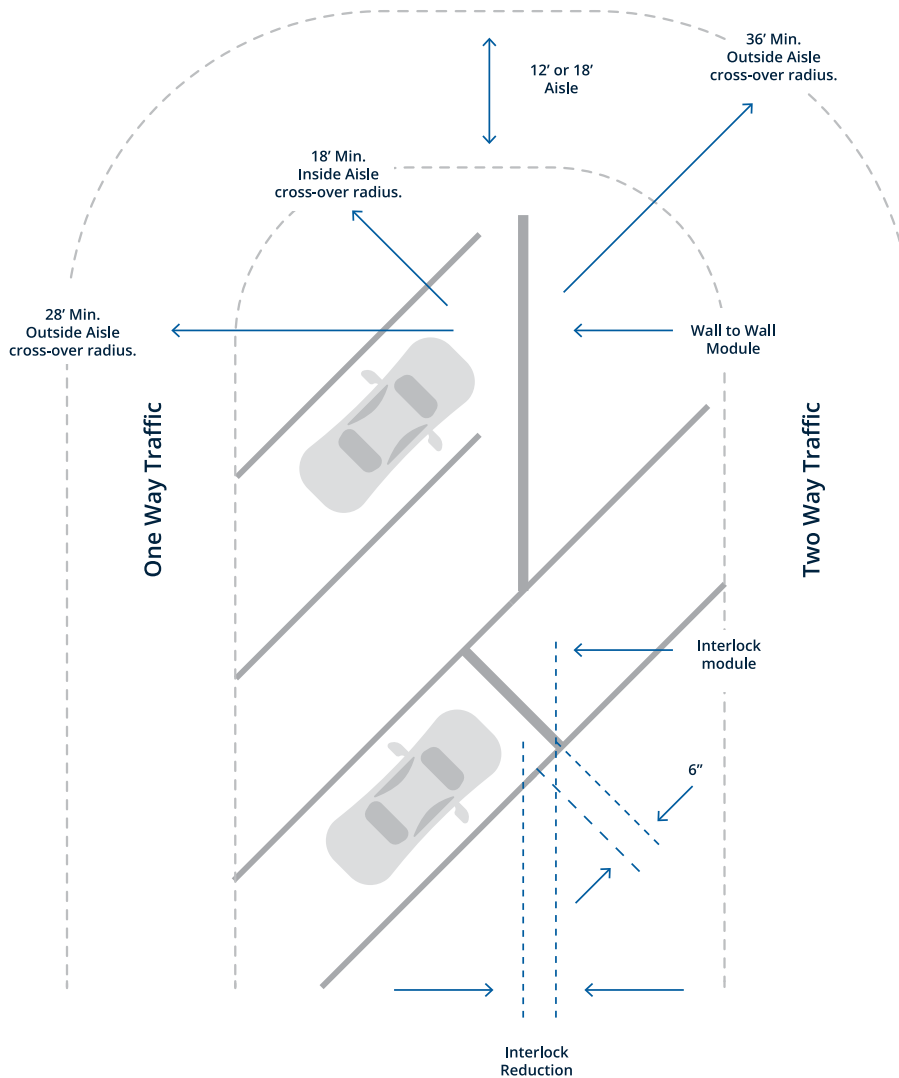 36’ Min.
Outside Aisle
cross-over radius.
12’ or 18’
Aisle
18’ Min.
Inside Aisle
cross-over radius.
28’ Min.
Outside Aisle
cross-over radius.
Wall to Wall
Module
One Way Traffic
Two Way Traffic
Interlock
module
6”
Interlock
Reduction